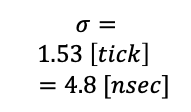 σ =
1.53 [tick]
= 4.8 [nsec]